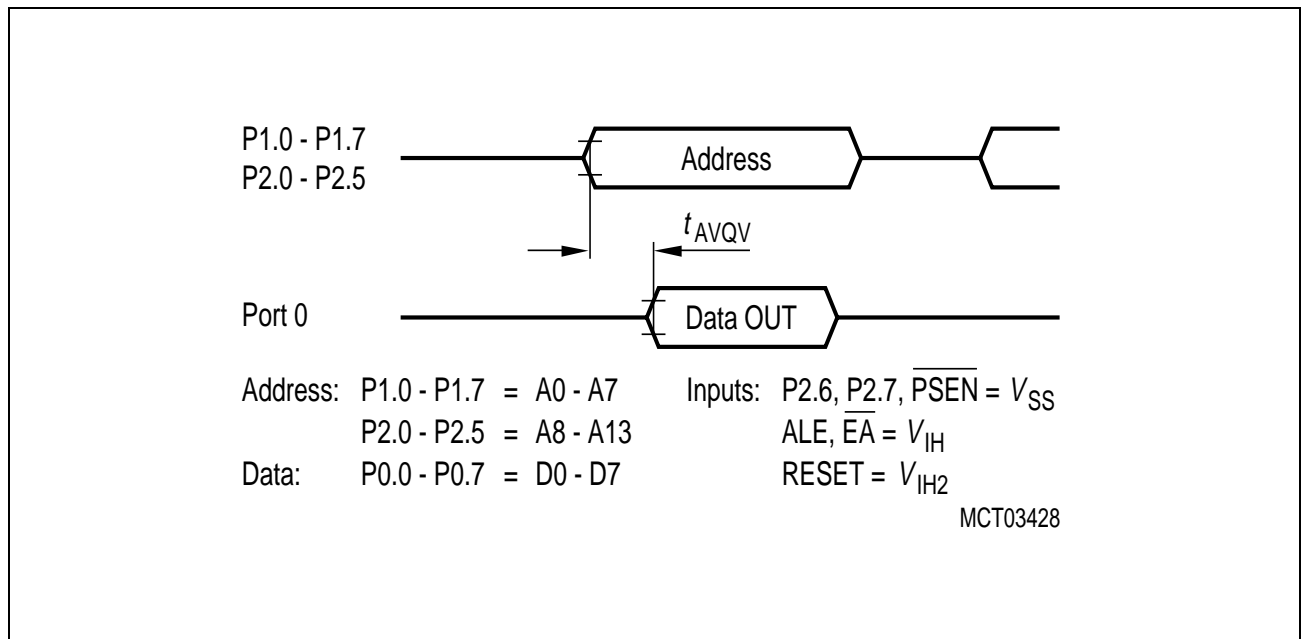 P1.0 - P1.7
P2.0 - P2.5
Address
tAVQV
Port 0
Data OUT
Address: P1.0 - P1.7 = A0 - A7 Inputs: P2.6, P2.7, PSEN = VSS
P2.0 - P2.5 = A8 - A13 ALE, EA = VIH
Data: P0.0 - P0.7 = D0 - D7 RESET = VIH2
MCT03428